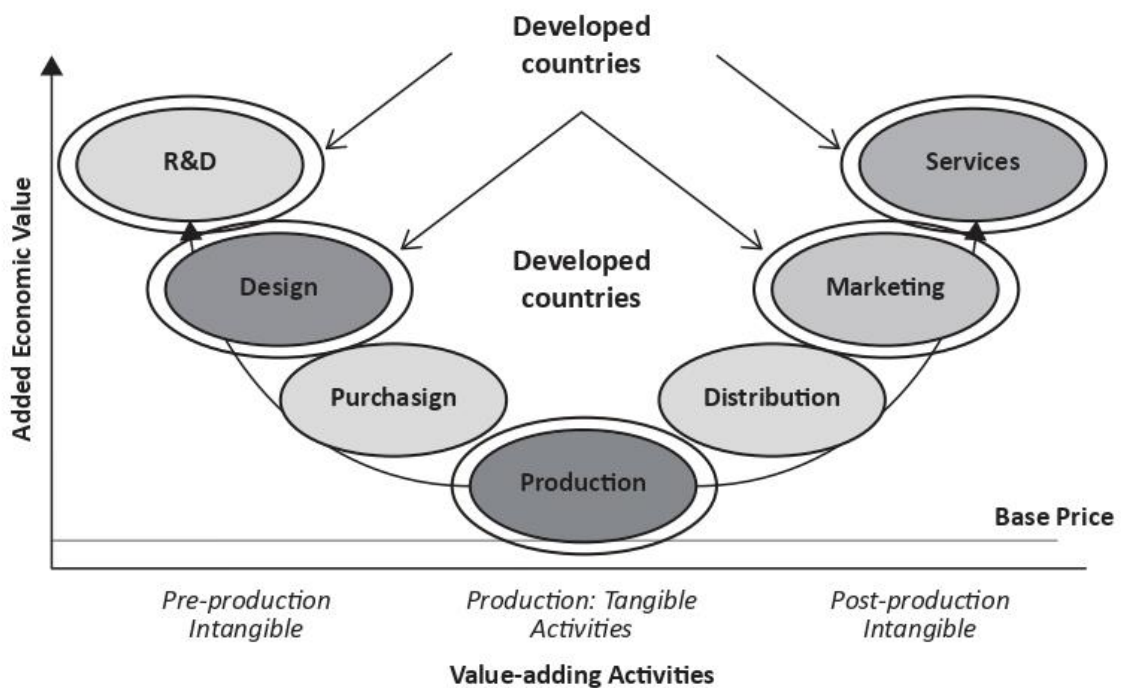 Developed
countries
Added Economic Value
R&D
Services
Design
Developed
countries
Marketing
Purchasign
Distribution
Production
Base Price
Pre-production
Intangible
Production: Tangible
Activities
Post-production
Intangible
Value-adding Activities